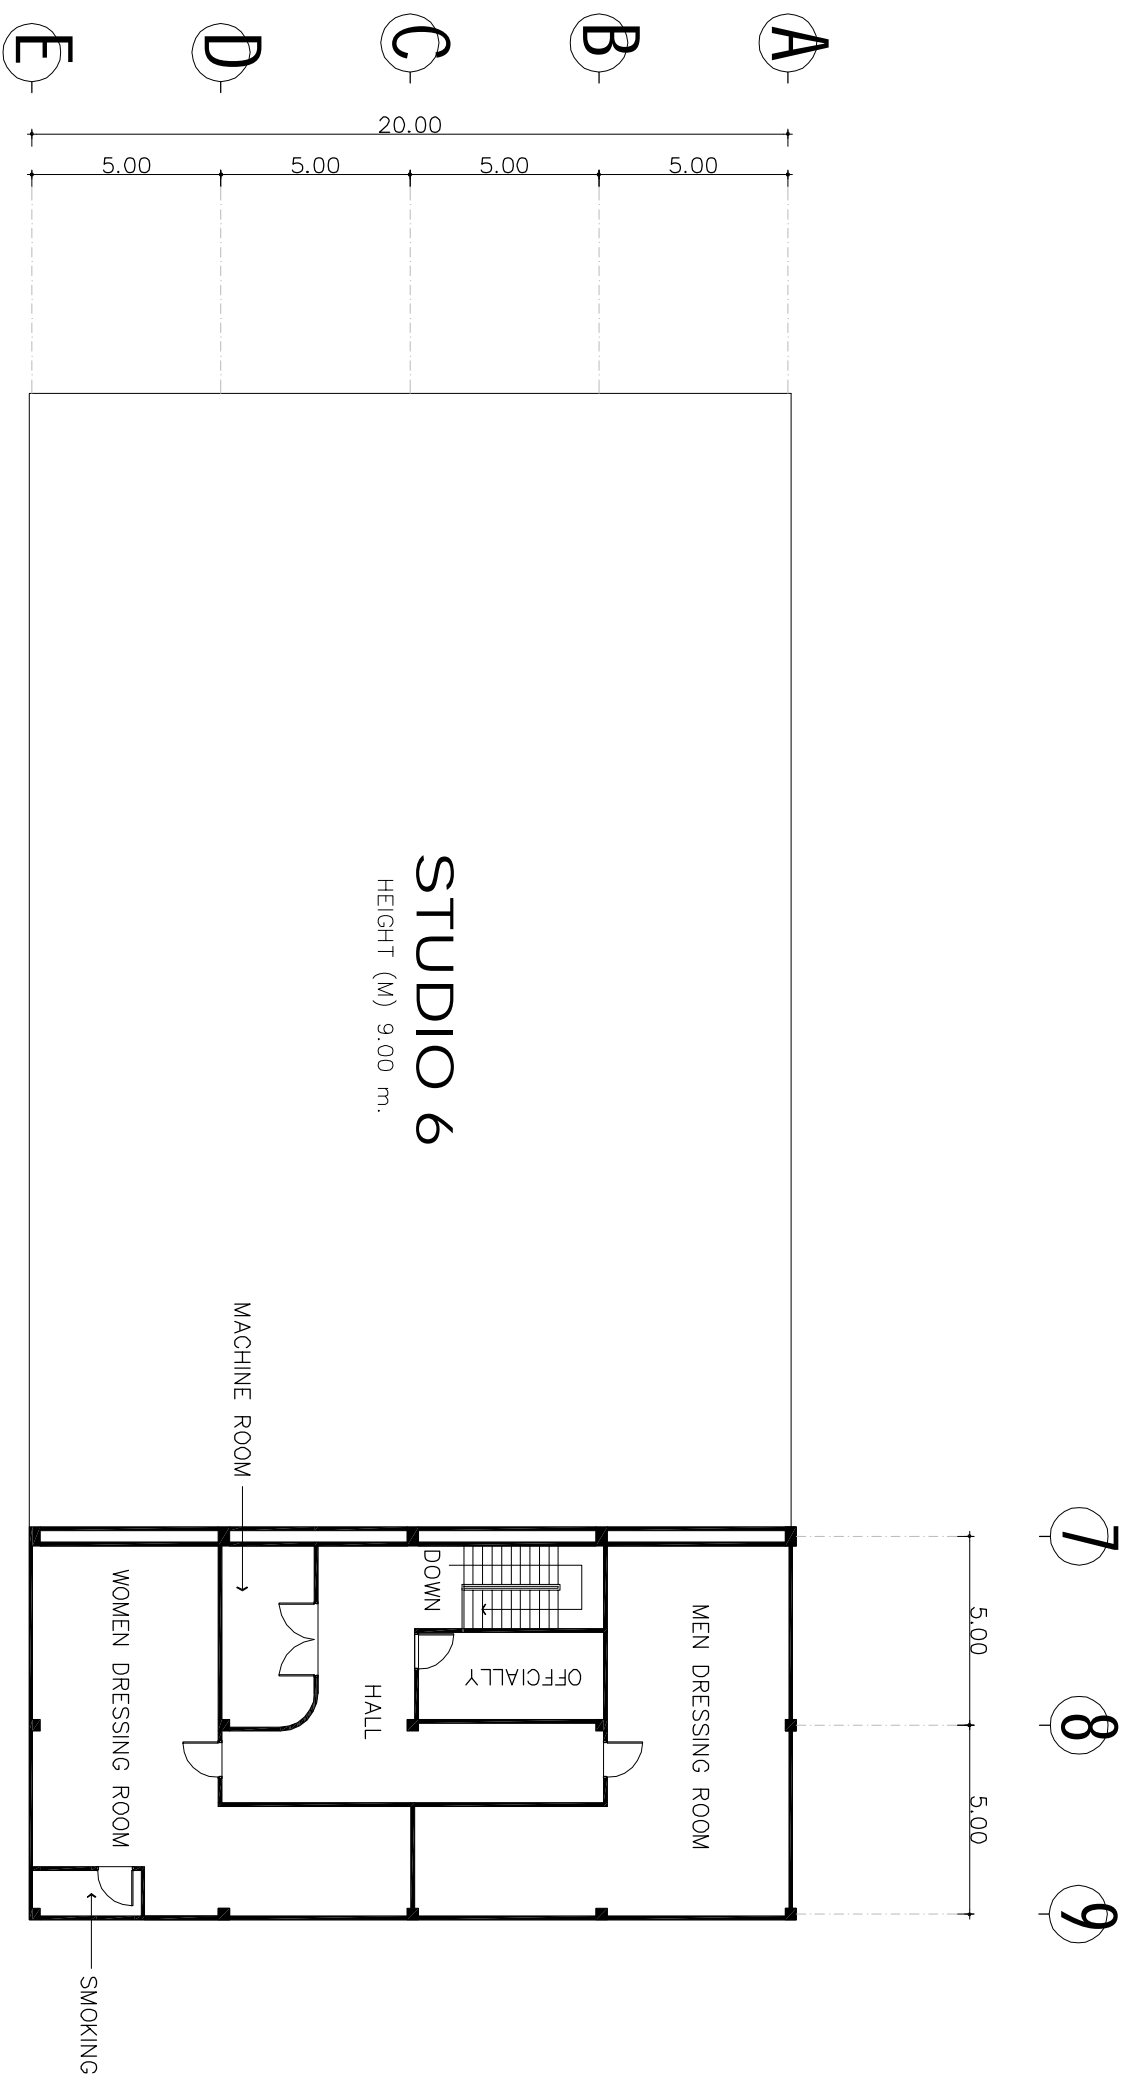 E
D
C
B
A
20.00
5.00
5.00
5.00
5.00
STUDIO 6
HEIGHT (M) 9.00 m.
MACHINE ROOM
7
5.00
8
5.00
9
DOWN
OFFCIALLY
HALL
MEN DRESSING ROOM
WOMEN DRESSING ROOM
SMOKING